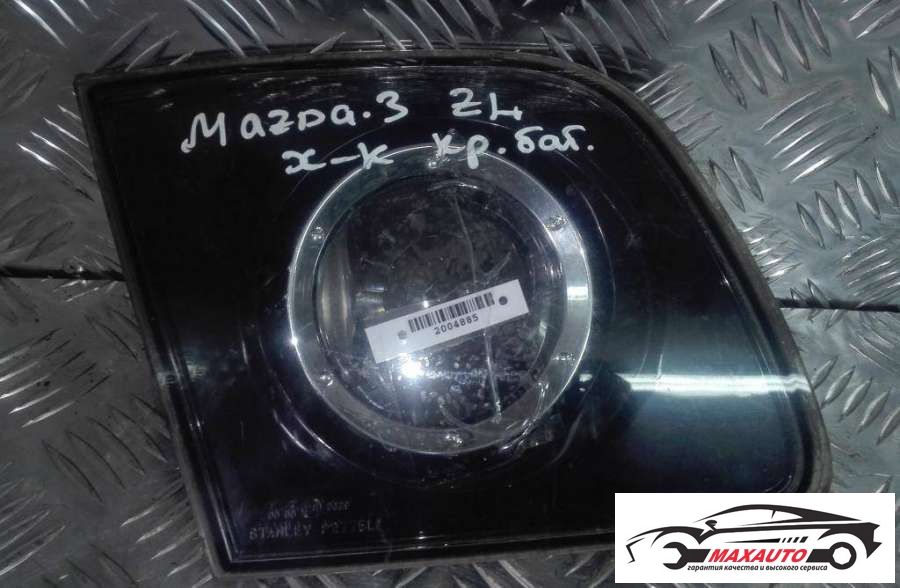 Mazda.3 ZL
х-к кр.баг.
2004885
STANLEY
MAXAUTO
гарантия качества и высокого сервиса